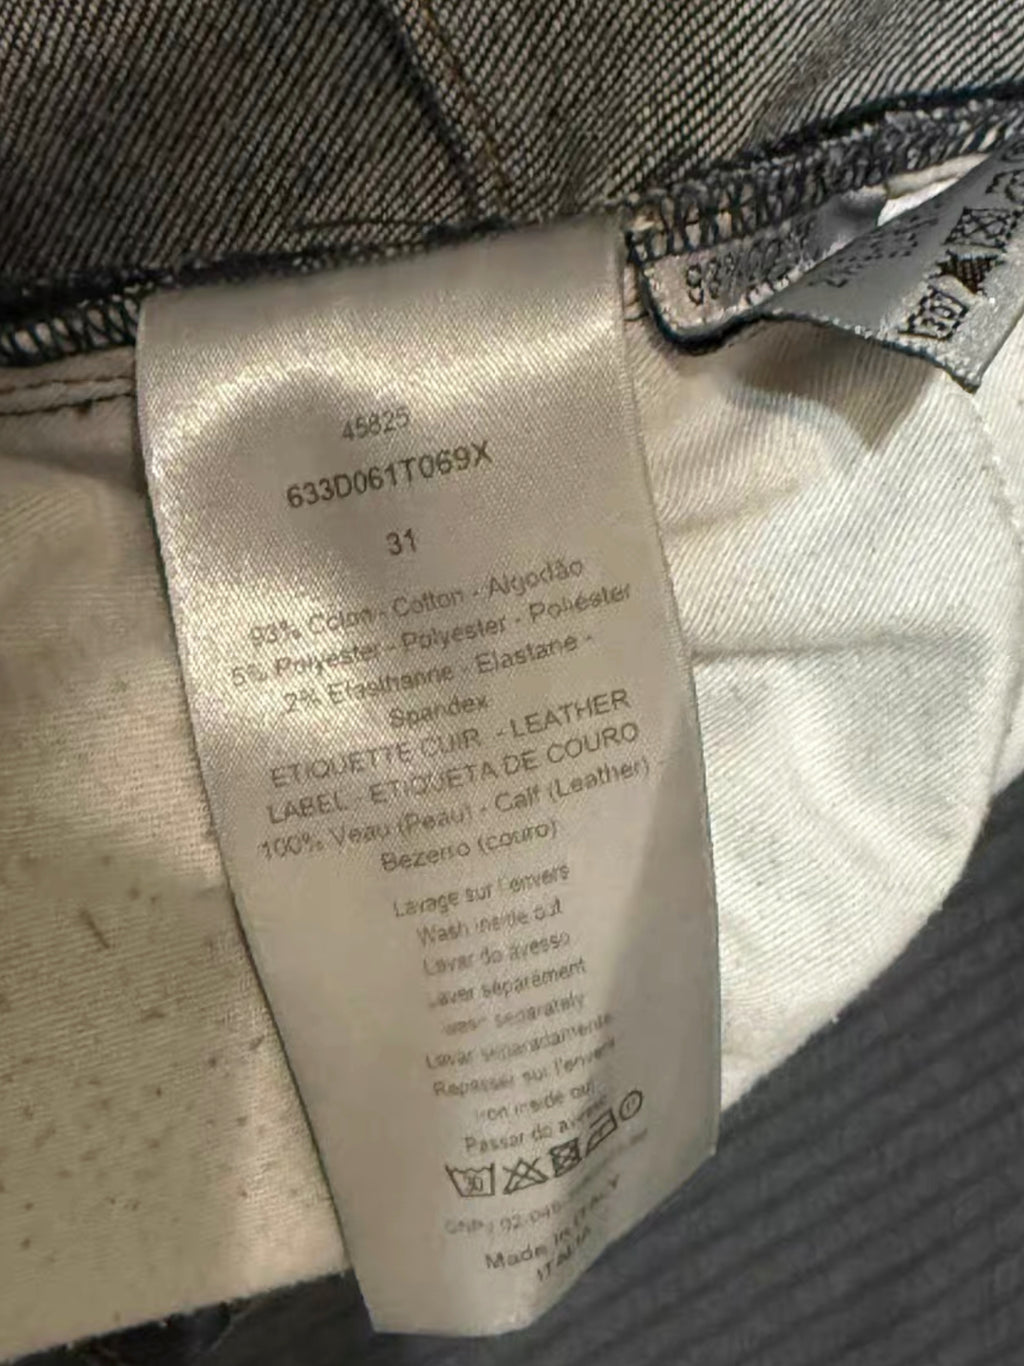 45825
633D061T069X
31
93% Coton - Cotton - Algodão
5% Polyester - Polyester - Poliéster
2% Elasthanne - Elastane -
Spandex
ETIQUETTE CUIR - LEATHER
LABEL - ETIQUETA DE COURO
100% Veau (Peau) - Calf (Leather) -
Bezerro (couro)
Lavage sur l'envers
Wash inside out
Lavar do avesso
Laver séparément
wash separately
Lavar separadamente
Repasser sur l'envers
Iron inside out
Passar do avesso
30
Made in ITALY
ITALIA
93%